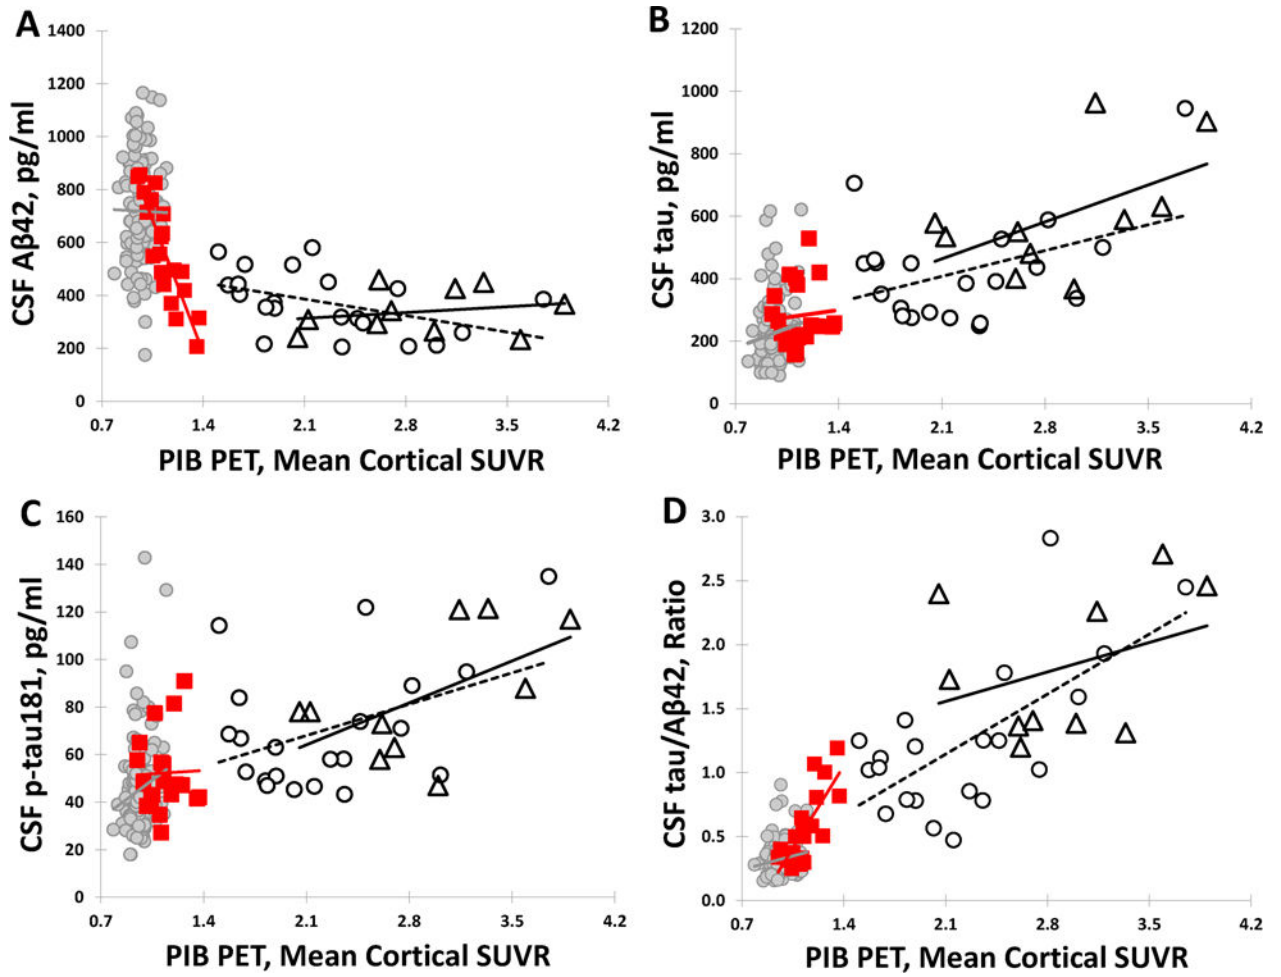 A
CSF Aβ42, pg/ml
1400
1200
1000
800
600
400
200
0
0.7 1.4 2.1 2.8 3.5 4.2
PIB PET, Mean Cortical SUVR
B
CSF tau, pg/ml
1200
1000
800
600
400
200
0
0.7 1.4 2.1 2.8 3.5 4.2
PIB PET, Mean Cortical SUVR
C
CSF p-tau181, pg/ml
160
140
120
100
80
60
40
20
0
0.7 1.4 2.1 2.8 3.5 4.2
PIB PET, Mean Cortical SUVR
D
CSF tau/Aβ42, Ratio
3.0
2.5
2.0
1.5
1.0
0.5
0.0
0.7 1.4 2.1 2.8 3.5 4.2
PIB PET, Mean Cortical SUVR